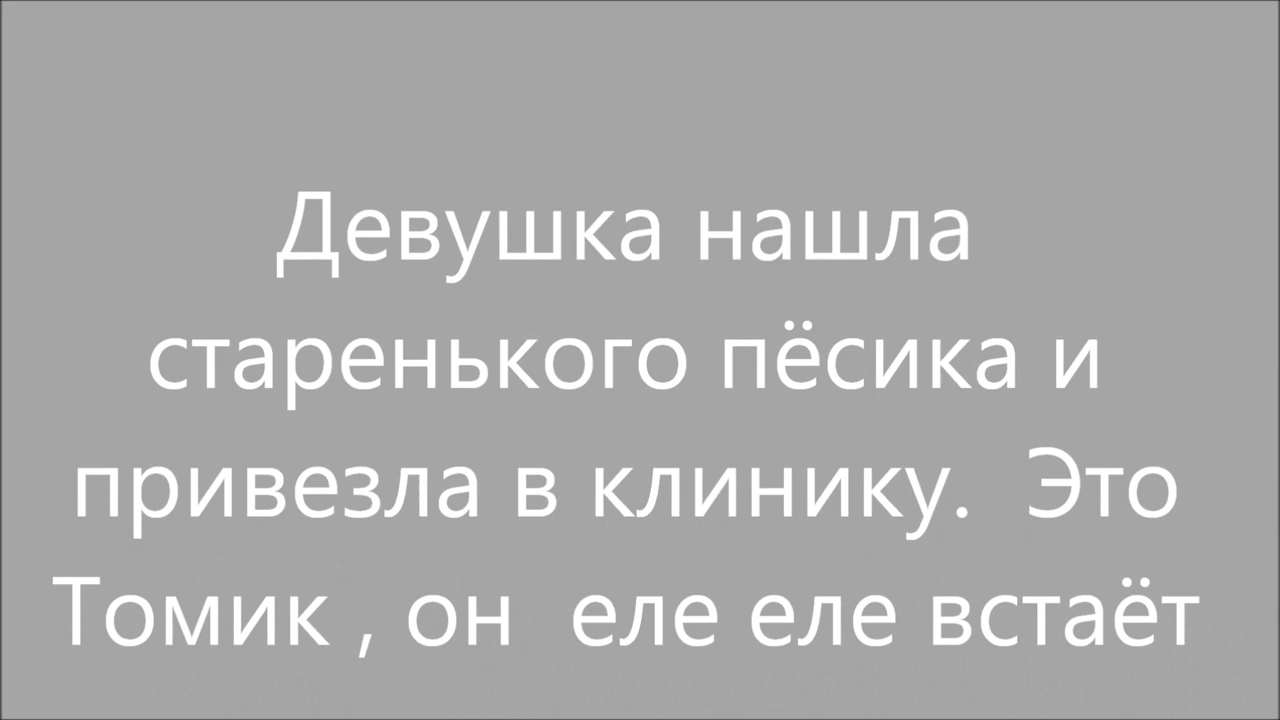 Девушка нашла
старенького пёсика и
привезла в клинику.  Это
Томик , он  еле еле встаёт